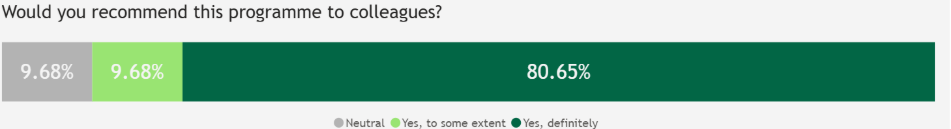 Would you recommend this programme to colleagues?
9.68% 9.68% 80.65%
Neutral Yes, to some extent Yes, definitely